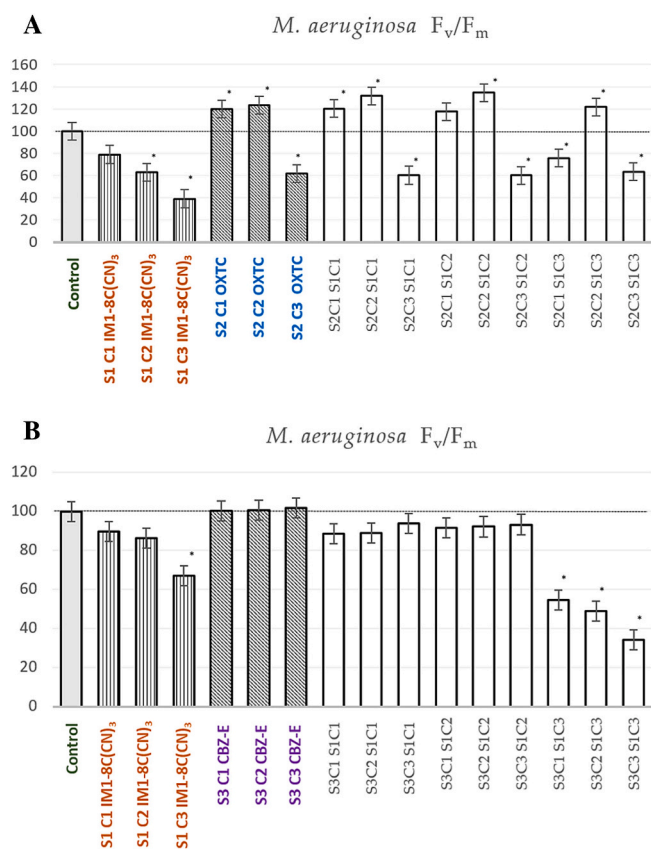 A
M. aeruginosa Fv/Fm
160
140
120
100
80
60
40
20
0
Control
S1 C1 IM1-8C(CN)3
S1 C2 IM1-8C(CN)3
S1 C3 IM1-8C(CN)3
S2 C1 OXTC
S2 C2 OXTC
S2 C3 OXTC
S2C1 S1C1
S2C2 S1C1
S2C3 S1C1
S2C1 S1C2
S2C2 S1C2
S2C3 S1C2
S2C1 S1C3
S2C2 S1C3
S2C3 S1C3
* * * * * * * * * * * * *
B
M. aeruginosa Fv/Fm
120
100
80
60
40
20
0
Control
S1 C1 IM1-8C(CN)3
S1 C2 IM1-8C(CN)3
S1 C3 IM1-8C(CN)3
S3 C1 CBZ-E
S3 C2 CBZ-E
S3 C3 CBZ-E
S3C1 S1C1
S3C2 S1C1
S3C3 S1C1
S3C1 S1C2
S3C2 S1C2
S3C3 S1C2
S3C1 S1C3
S3C2 S1C3
S3C3 S1C3
* * * *